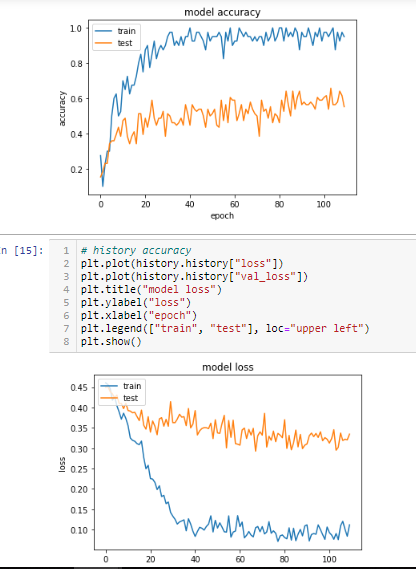 model accuracy
train
test
1.0
0.8
0.6
0.4
0.2
accuracy
0 20 40 60 80 100
epoch
n [15]:
1 # history accuracy
2 plt.plot(history.history["loss"])
3 plt.plot(history.history["val_loss"])
4 plt.title("model loss")
5 plt.ylabel("loss")
6 plt.xlabel("epoch")
7 plt.legend(["train", "test"], loc="upper left")
8 plt.show()
model loss
train
test
0.45
0.40
0.35
0.30
0.25
0.20
0.15
0.10
loss
0 20 40 60 80 100